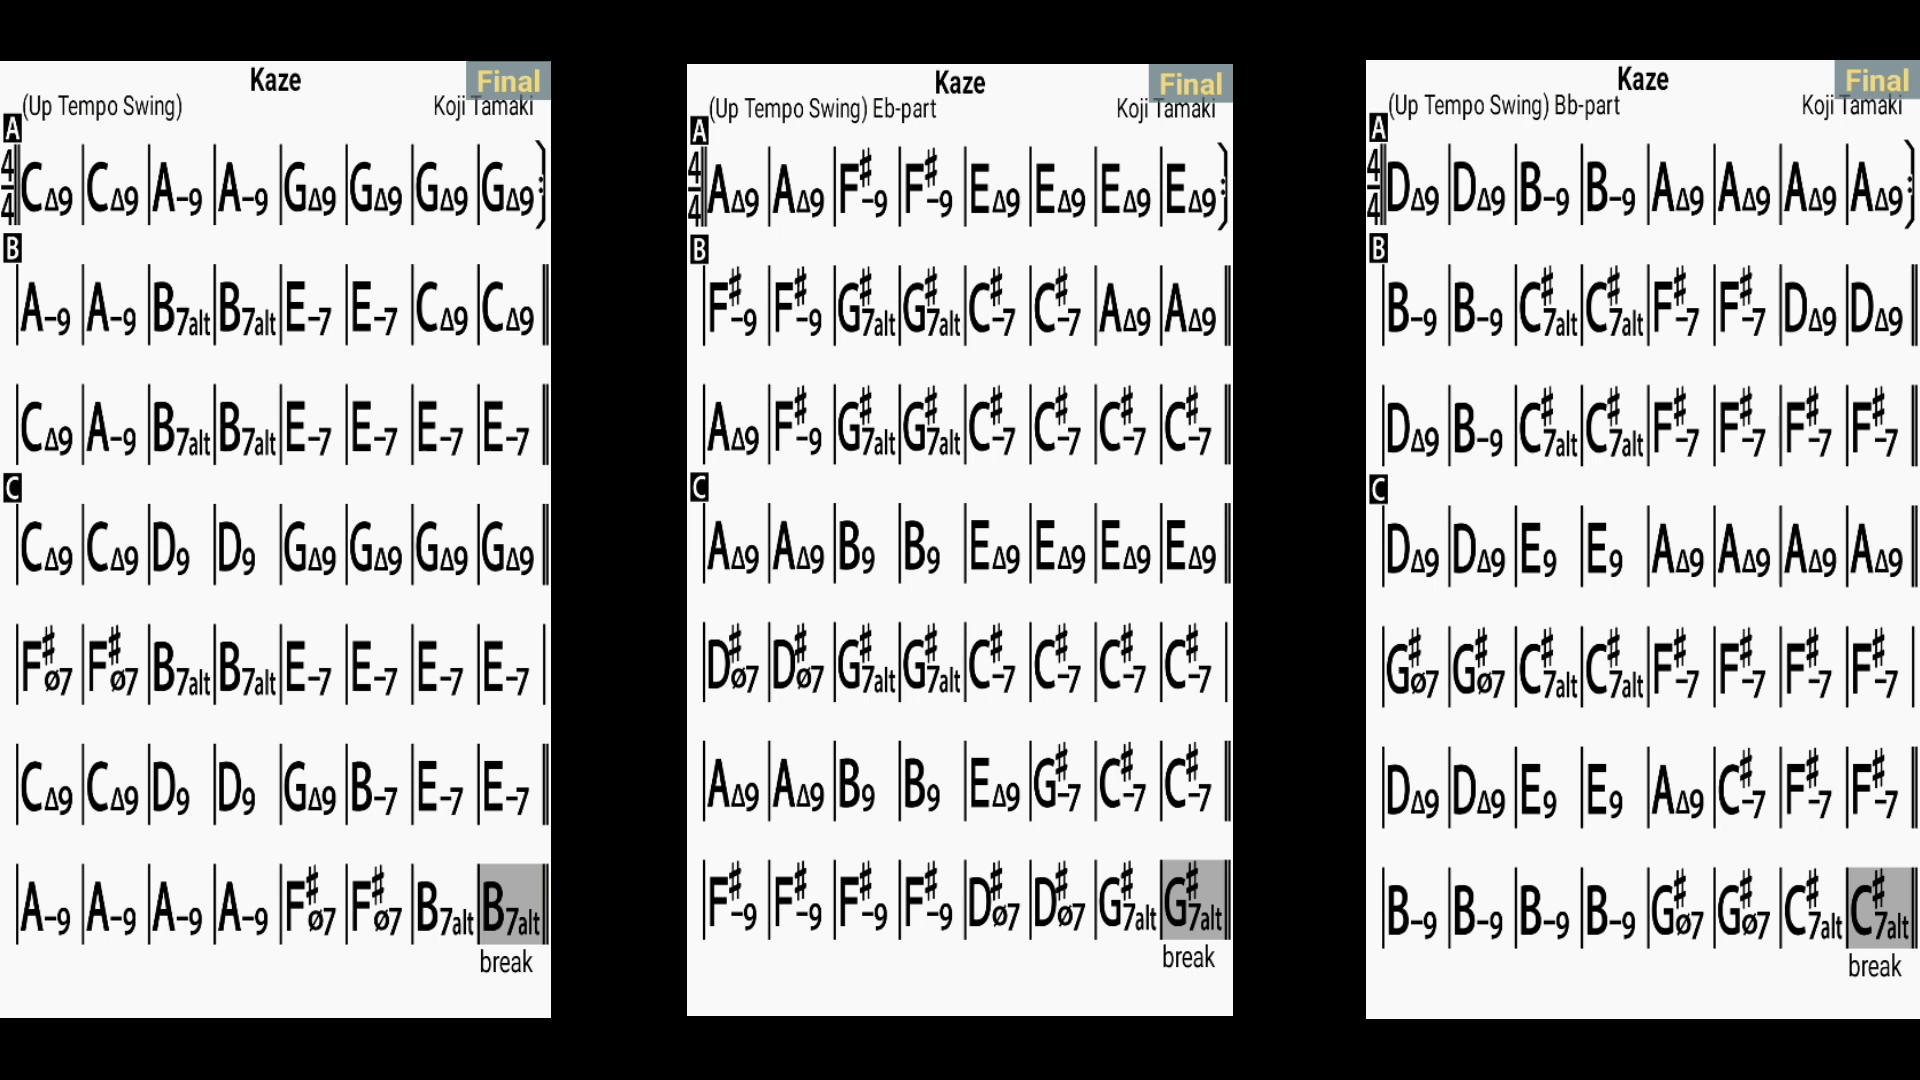 Kaze
Final
(Up Tempo Swing)
Koji Tamaki
A
4/4 CΔ9 CΔ9 A-9 A-9 GΔ9 GΔ9 GΔ9 GΔ9
B
A-9 A-9 B7alt B7alt E-7 E-7 CΔ9 CΔ9
CΔ9 A-9 B7alt B7alt E-7 E-7 E-7 E-7
C
CΔ9 CΔ9 D9 D9 GΔ9 GΔ9 GΔ9 GΔ9
F♯ø7 F♯ø7 B7alt B7alt E-7 E-7 E-7 E-7
CΔ9 CΔ9 D9 D9 GΔ9 B-7 E-7 E-7
A-9 A-9 A-9 A-9 F♯ø7 F♯ø7 B7alt B7alt
break
Kaze
Final
(Up Tempo Swing) Eb-part
Koji Tamaki
A
4/4 AΔ9 AΔ9 F♯-9 F♯-9 EΔ9 EΔ9 EΔ9 EΔ9
B
F♯-9 F♯-9 G♯7alt G♯7alt C♯-7 C♯-7 AΔ9 AΔ9
AΔ9 F♯-9 G♯7alt G♯7alt C♯-7 C♯-7 C♯-7 C♯-7
C
AΔ9 AΔ9 B9 B9 EΔ9 EΔ9 EΔ9 EΔ9
D♯ø7 D♯ø7 G♯7alt G♯7alt C♯-7 C♯-7 C♯-7 C♯-7
AΔ9 AΔ9 B9 B9 EΔ9 G♯-7 C♯-7 C♯-7
F♯-9 F♯-9 F♯-9 F♯-9 D♯ø7 D♯ø7 G♯7alt G♯7alt
break
Kaze
Final
(Up Tempo Swing) Bb-part
Koji Tamaki
A
4/4 DΔ9 DΔ9 B-9 B-9 AΔ9 AΔ9 AΔ9 AΔ9
B
B-9 B-9 C♯7alt C♯7alt F♯-7 F♯-7 DΔ9 DΔ9
DΔ9 B-9 C♯7alt C♯7alt F♯-7 F♯-7 F♯-7 F♯-7
C
DΔ9 DΔ9 E9 E9 AΔ9 AΔ9 AΔ9 AΔ9
G♯ø7 G♯ø7 C♯7alt C♯7alt F♯-7 F♯-7 F♯-7 F♯-7
DΔ9 DΔ9 E9 E9 AΔ9 C♯-7 F♯-7 F♯-7
B-9 B-9 B-9 B-9 G♯ø7 G♯ø7 C♯7alt C♯7alt
break